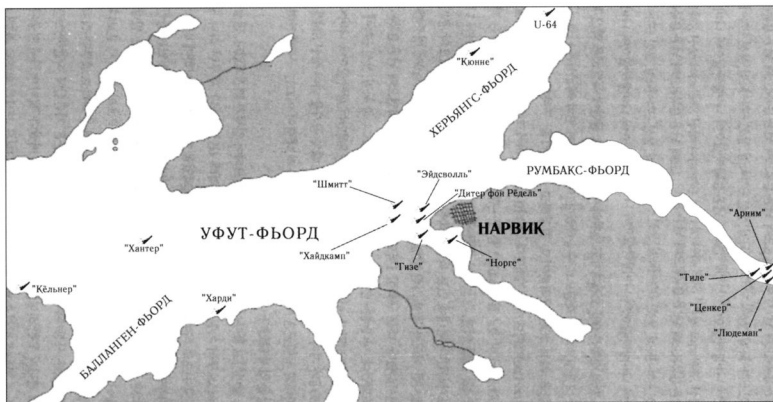 U-64
"Кюнне"
ХЕРЬЯНГС-ФЬОРД
РУМБАКС-ФЬОРД
"Эйдсволль"
"Шмитт"
"Дитер фон Рёдель"
"Арним"
УФУТ-ФЬОРД
НАРВИК
"Хантер"
"Хайдкамп"
"Гизе"
"Норге"
"Тиле"
"Кёльнер"
"Харди"
"Ценкер"
БАЛЛАНГЕН-ФЬОРД
"Людеман"